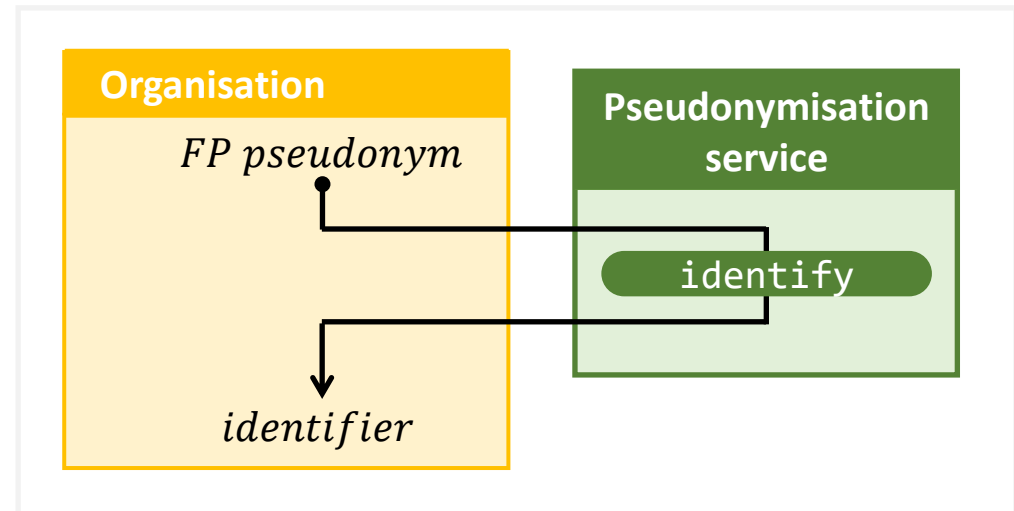 Organisation
FP pseudonym
identifier
Pseudonymisation
service
identify